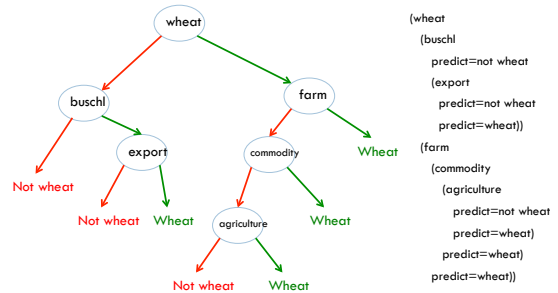 wheat
buschl
farm
export
commodity
Wheat
Not wheat
Not wheat
Wheat
agriculture
Wheat
Not wheat
Wheat
(wheat
(buschl
predict=not wheat
(export
predict=not wheat
predict=wheat))
(farm
(commodity
(agriculture
predict=not wheat
predict=wheat)
predict=wheat)
predict=wheat))